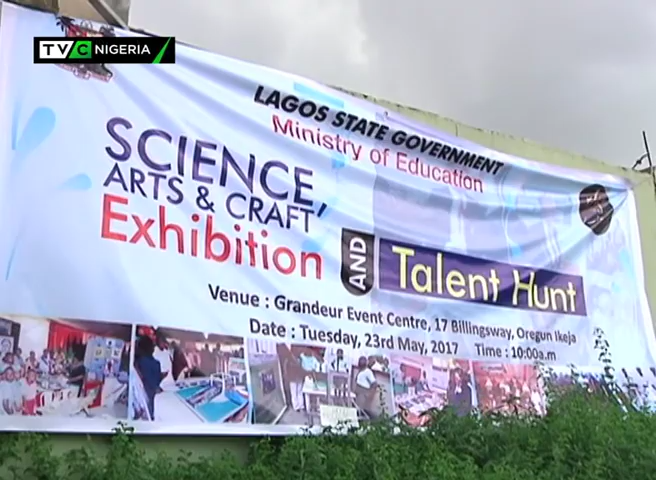 TVC NIGERIA
LAGOS STATE GOVERNMENT
Ministry of Education
SCIENCE,
ARTS & CRAFT
Exhibition
AND
Talent Hunt
Venue : Grandeur Event Centre, 17 Billingsway, Oregun Ikeja
Date : Tuesday, 23rd May, 2017 Time : 10:00a.m